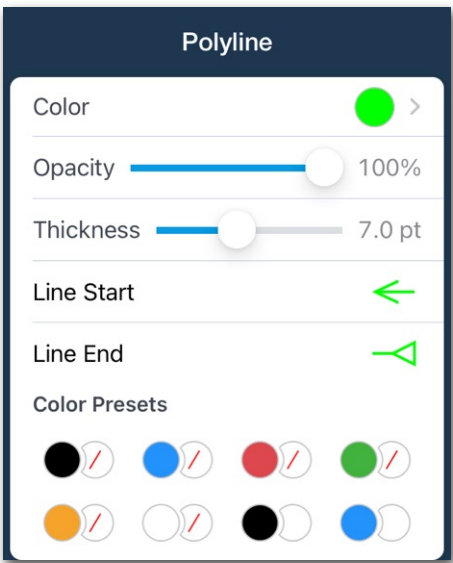 Polyline
Color
Opacity 100%
Thickness 7.0 pt
Line Start
Line End
Color Presets